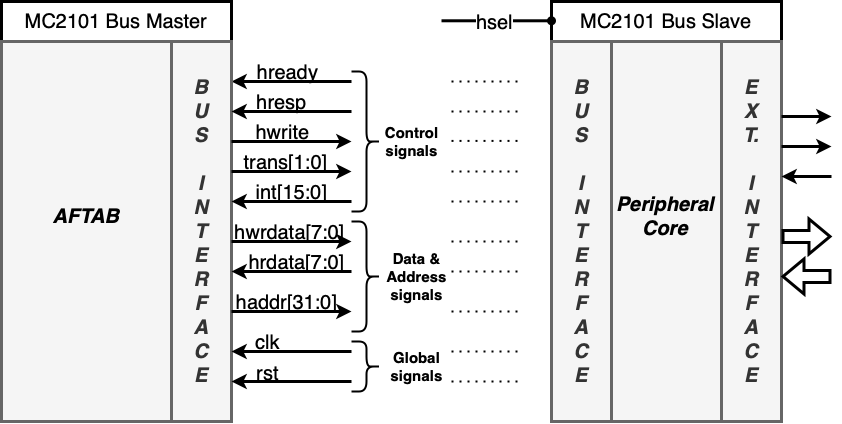 MC2101 Bus Master
hsel
MC2101 Bus Slave
AFTAB
BUS INTERFACE
hready
hresp
hwrite
trans[1:0]
int[15:0]
Control
signals
hwrdata[7:0]
hrdata[7:0]
haddr[31:0]
Data &
Address
signals
clk
rst
Global
signals
BUS INTERFACE
Peripheral
Core
EXT. INTERFACE